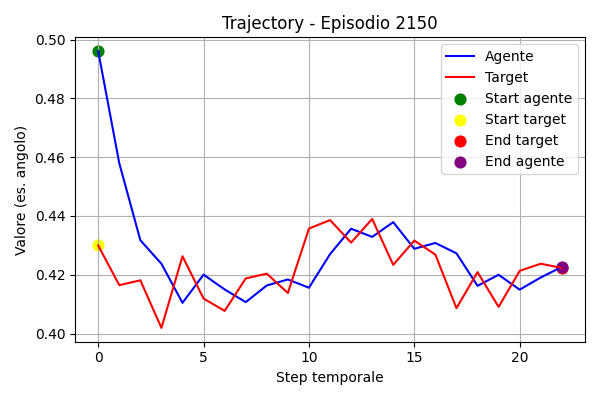 Trajectory - Episodio 2150
Valore (es. angolo)
0.50
0.48
0.46
0.44
0.42
0.40
Agente
Target
Start agente
Start target
End target
End agente
0
5
10
15
20
Step temporale